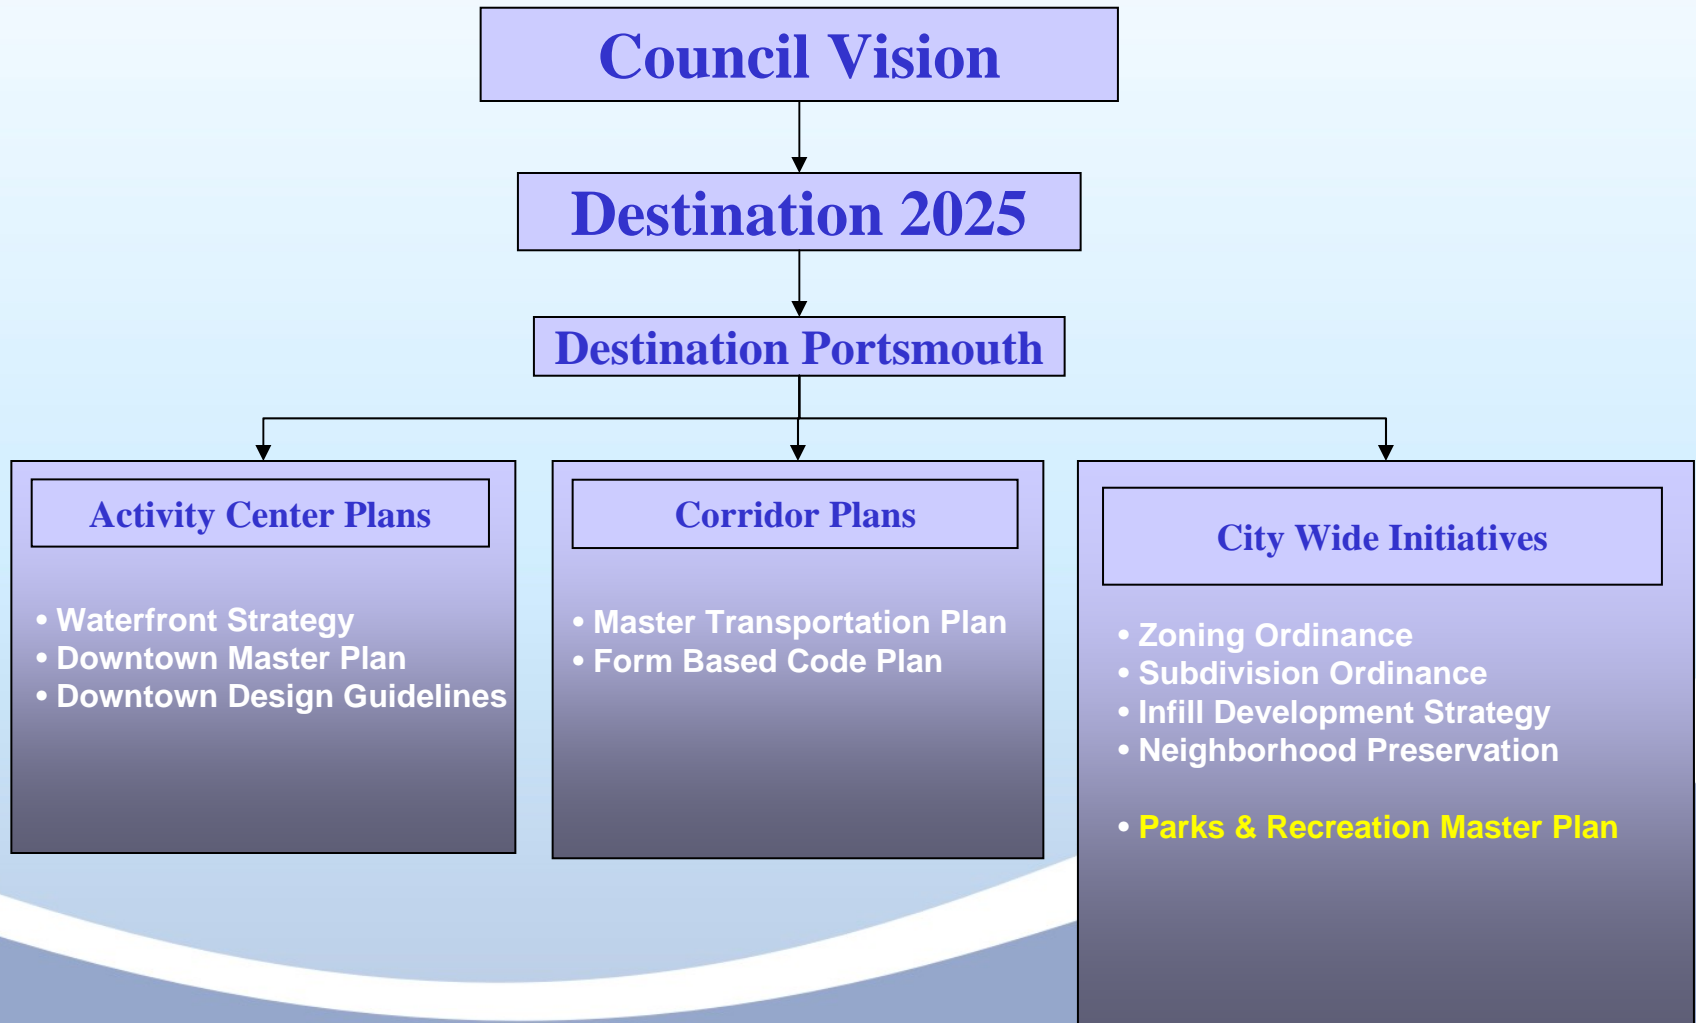 Council Vision
Destination 2025
Destination Portsmouth
Activity Center Plans
• Waterfront Strategy
• Downtown Master Plan
• Downtown Design Guidelines
Corridor Plans
• Master Transportation Plan
• Form Based Code Plan
City Wide Initiatives
• Zoning Ordinance
• Subdivision Ordinance
• Infill Development Strategy
• Neighborhood Preservation
• Parks & Recreation Master Plan